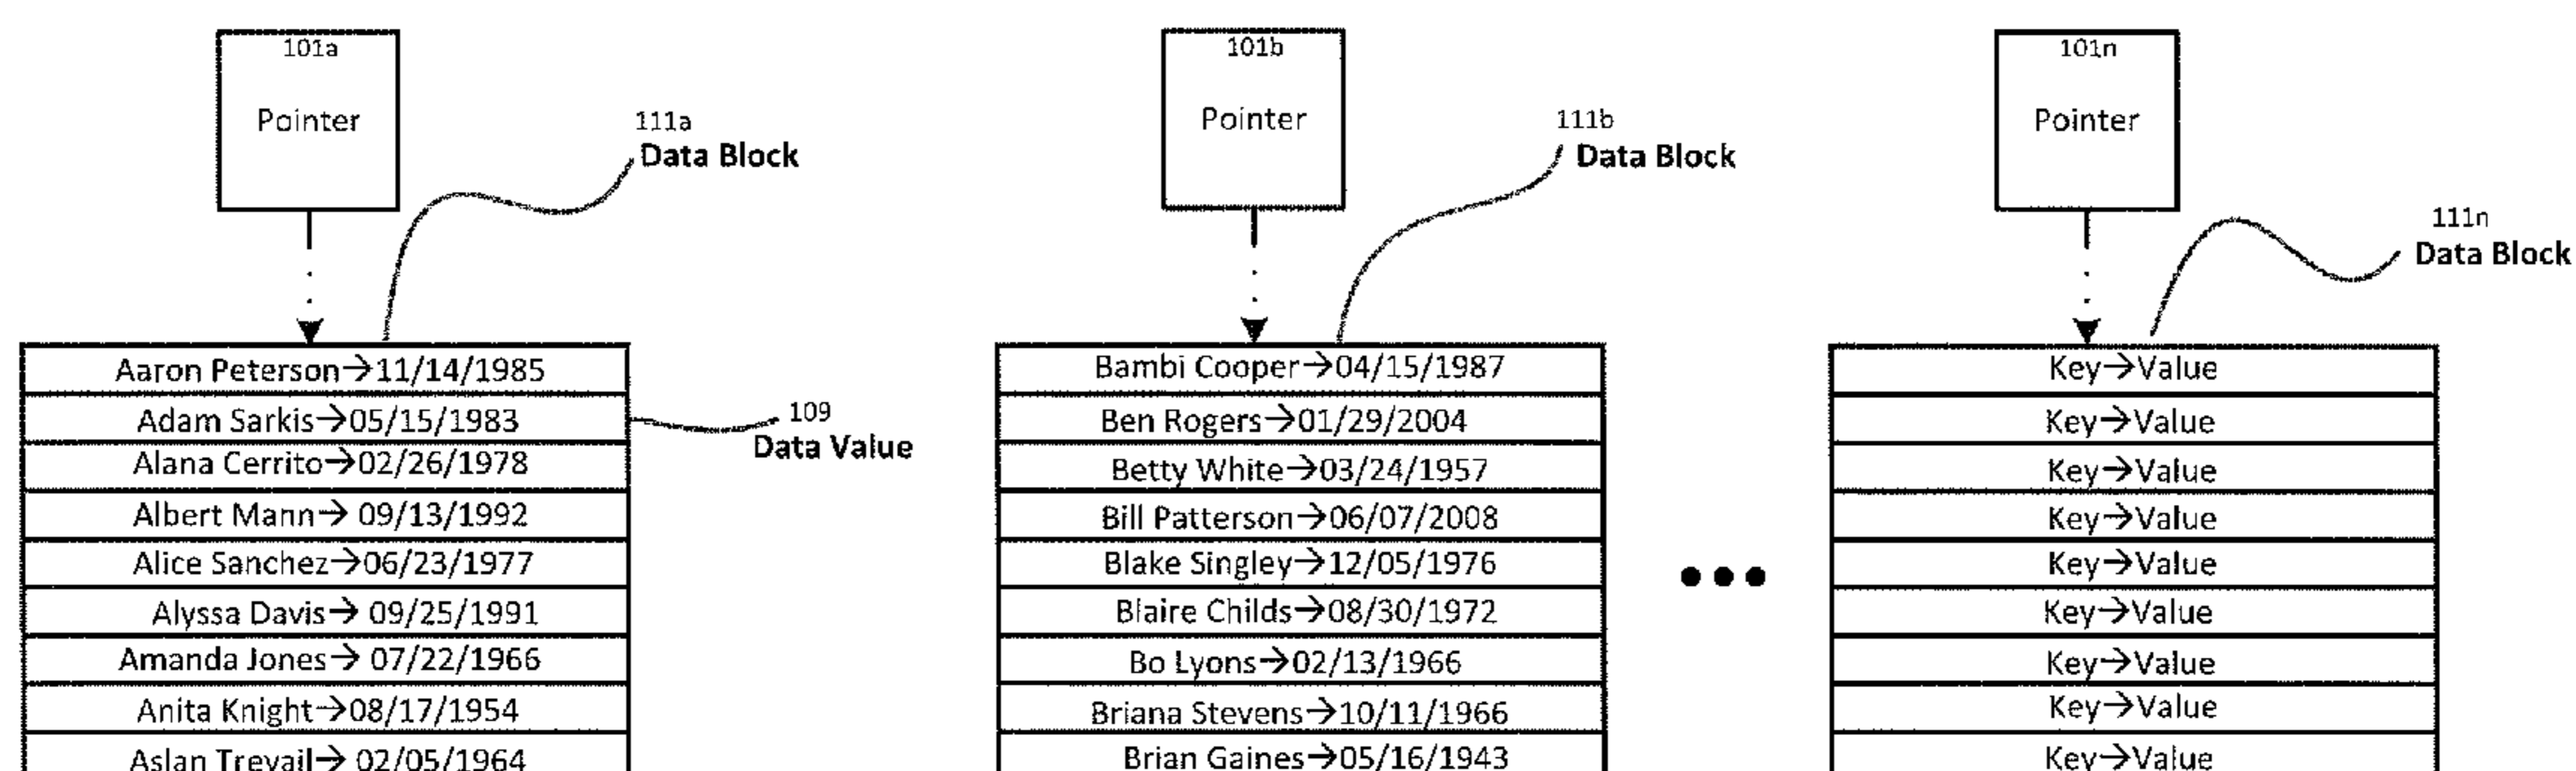 101a
Pointer
111a
Data Block
101b
Pointer
111b
Data Block
101n
Pointer
111n
Data Block
Aaron Peterson→11/14/1985
Adam Sarkis→05/15/1983
Alana Cerrito→02/26/1978
Albert Mann→ 09/13/1992
Alice Sanchez→06/23/1977
Alyssa Davis→ 09/25/1991
Amanda Jones→ 07/22/1966
Anita Knight→08/17/1954
Aslan Trevail→ 02/05/1964
109
Data Value
Bambi Cooper→04/15/1987
Ben Rogers→01/29/2004
Betty White→03/24/1957
Bill Patterson→06/07/2008
Blake Singley→12/05/1976
Blaire Childs→08/30/1972
Bo Lyons→02/13/1966
Briana Stevens→10/11/1966
Brian Gaines→05/16/1943
Key→Value
Key→Value
Key→Value
Key→Value
Key→Value
Key→Value
Key→Value
Key→Value
Key→Value